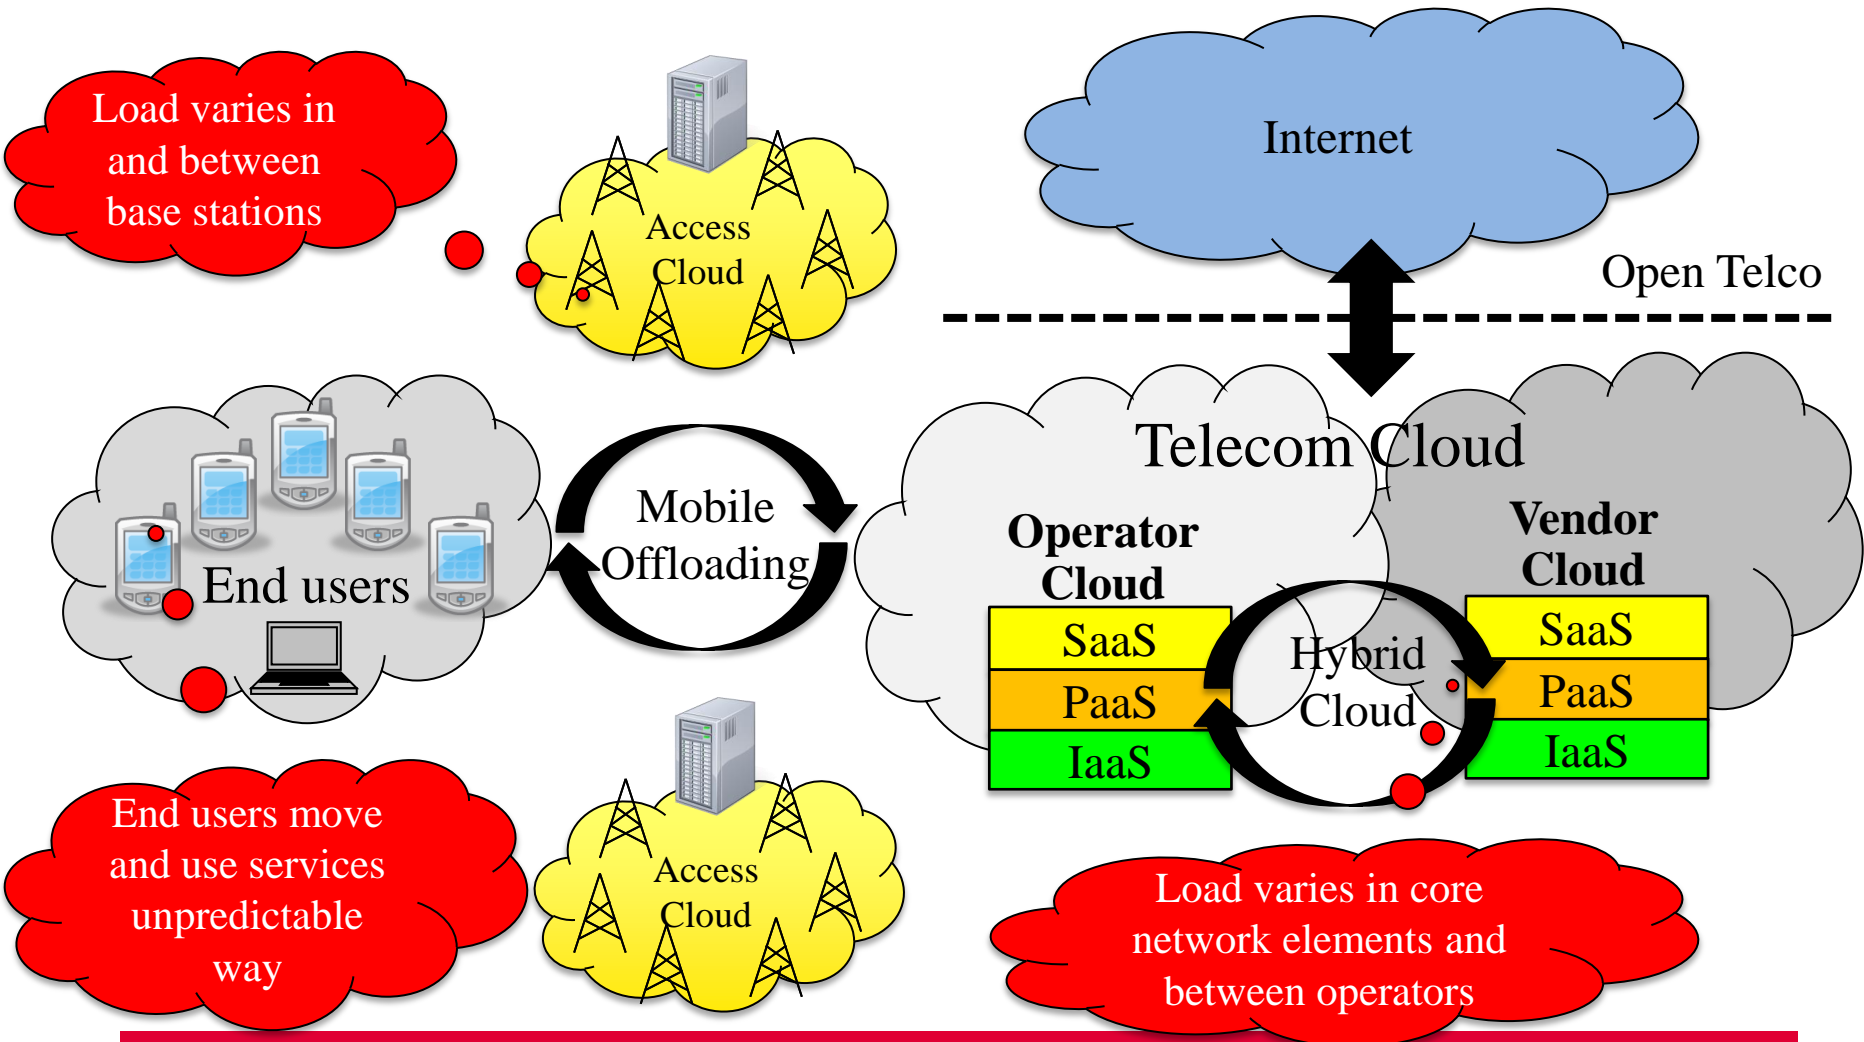 Load varies in
and between
base stations
Access
Cloud
Internet
Open Telco
End users
Mobile
Offloading
Telecom Cloud
Operator
Cloud
SaaS
PaaS
IaaS
Hybrid
Cloud
Vendor
Cloud
SaaS
PaaS
IaaS
End users move
and use services
unpredictable
way
Access
Cloud
Load varies in core
network elements and
between operators